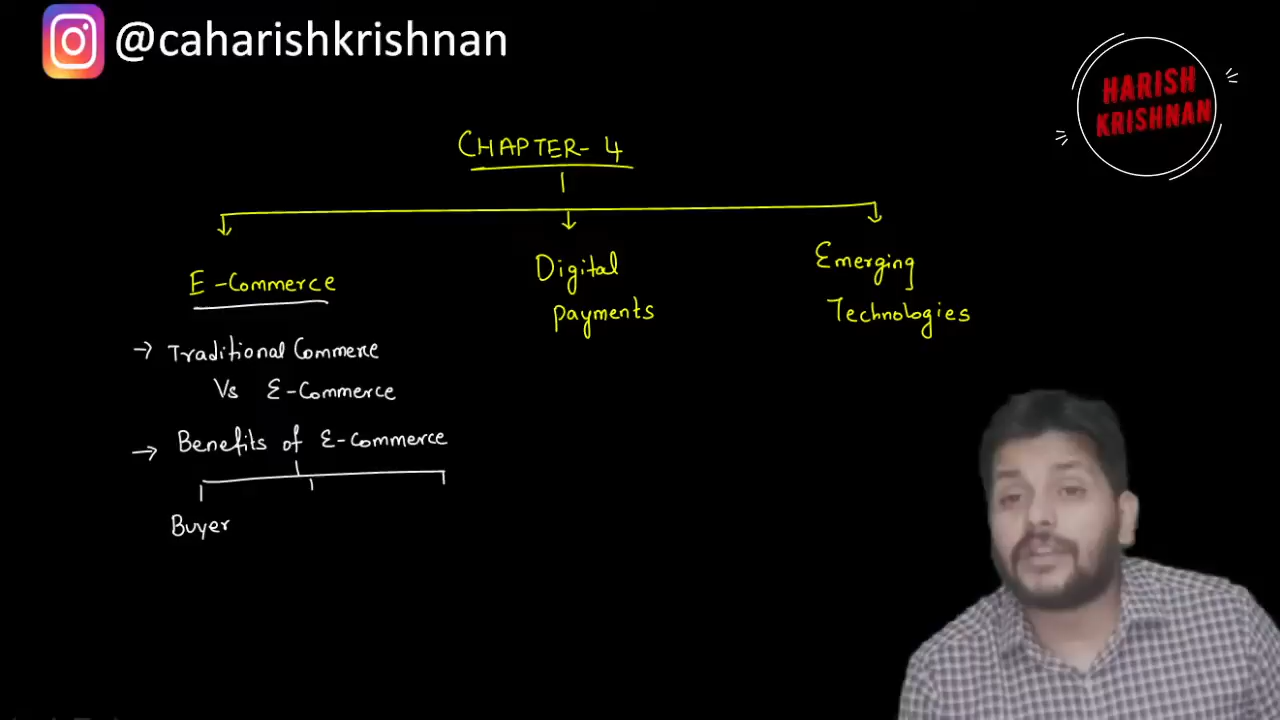 @caharishkrishnan
HARISH
KRISHNAN
CHAPTER-4
E-Commerce
Digital
payments
Emerging
Technologies
→ Traditional Commerce
Vs E-Commerce
→ Benefits of E-Commerce
Buyer